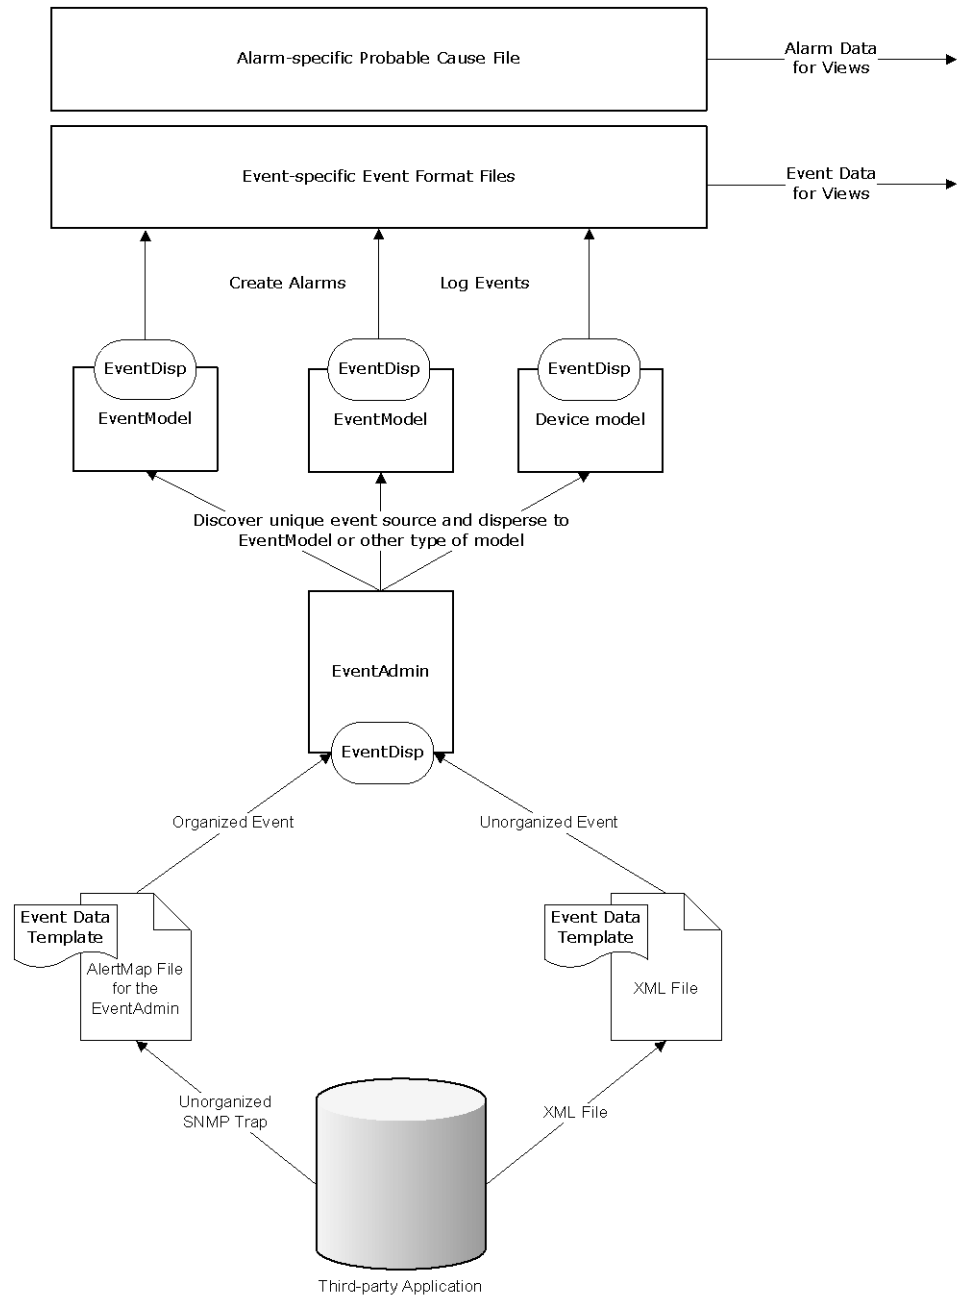 Alarm-specific Probable Cause File
Alarm Data
for Views
Event-specific Event Format Files
Event Data
for Views
Create Alarms
Log Events
EventDisp
EventDisp
EventDisp
EventModel
EventModel
Device model
Discover unique event source and disperse to
EventModel or other type of model
EventAdmin
EventDisp
Organized Event
Unorganized Event
Event Data
Template
AlertMap File
for the
EventAdmin
Event Data
Template
XML File
Unorganized
SNMP Trap
XML File
Third-party Application